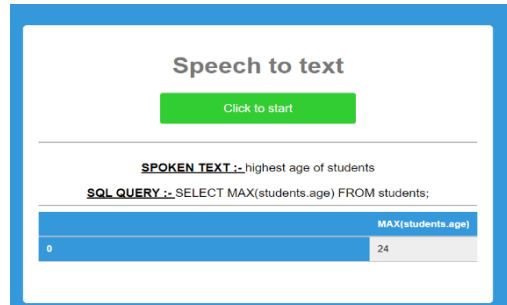 Speech to text
Click to start
SPOKEN TEXT :- highest age of students
SQL QUERY :- SELECT MAX(students.age) FROM students;
MAX(students.age)
0 24